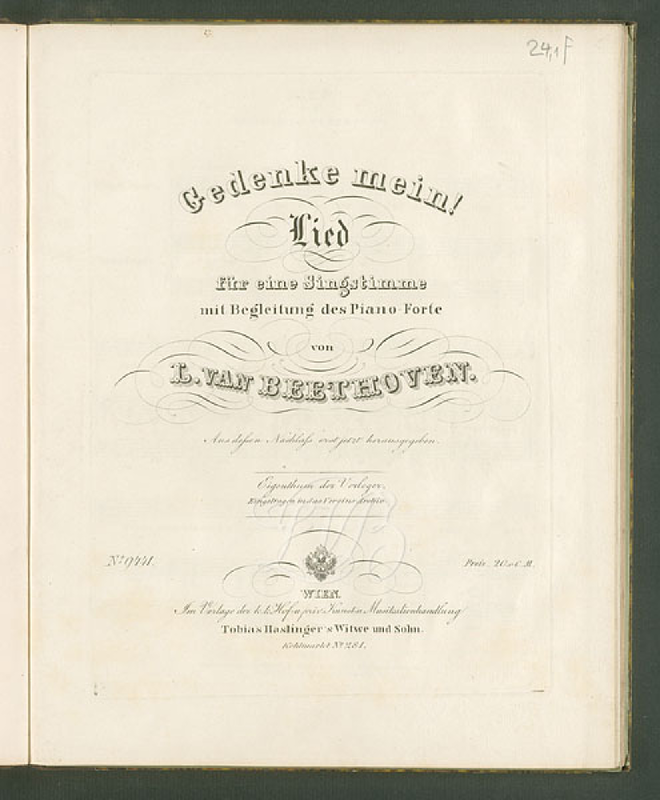 24,1 f
Gedenke mein!
Lied
für eine Singstimme
mit Begleitung des Piano-Forte
von
L. VAN BEETHOVEN.
Aus dessen Nachlaß erst jetzt herausgegeben.
Eigenthum der Verleger.
Eingetragen in das Vereins-Archiv.
No. 9441.
Preis
WIEN.
Im Verlage der k.k. Hof-u. priv. Kunst-u. Musikalienhandlung
Tobias Haslinger's Witwe und Sohn.
Kohlmarkt No. 281.